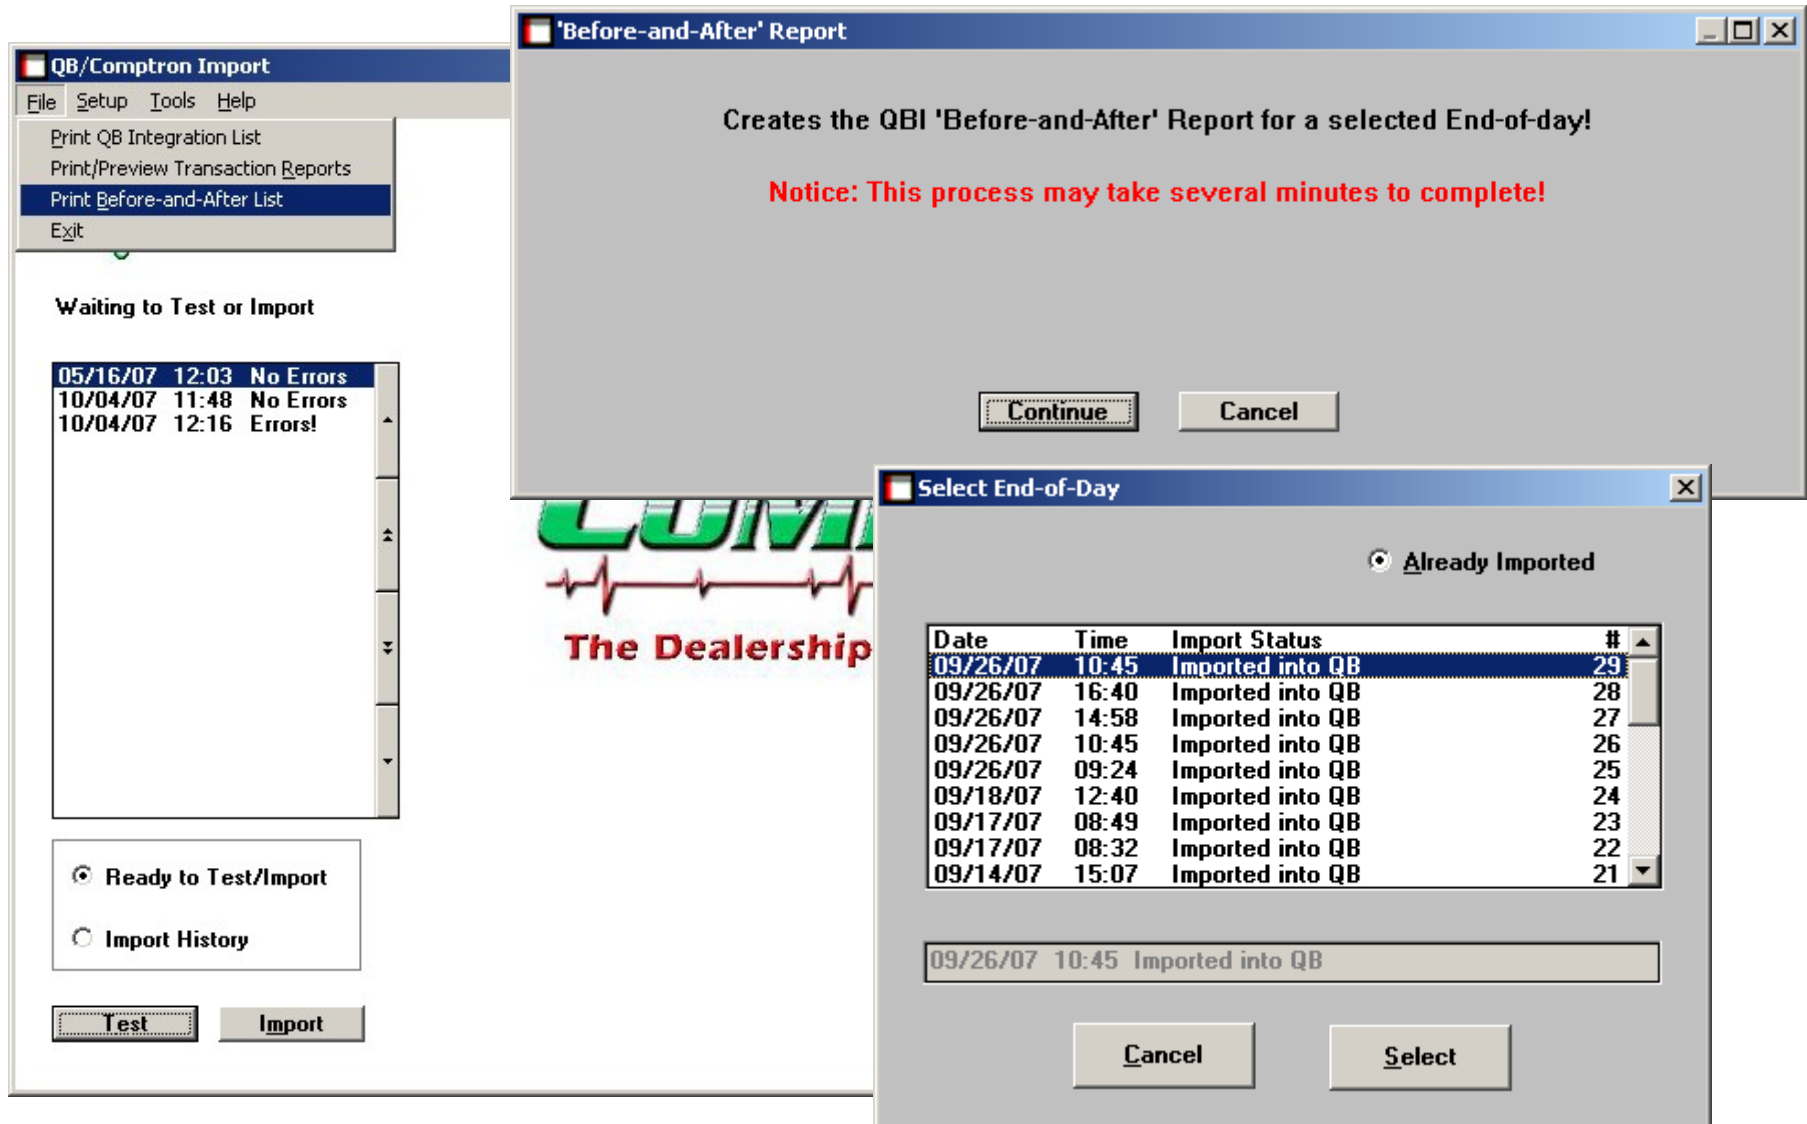 QB/Comptron Import
File Setup Tools Help
Print QB Integration List
Print/Preview Transaction Reports
Print Before-and-After List
Exit
Waiting to Test or Import
05/16/07 12:03 No Errors
10/04/07 11:48 No Errors
10/04/07 12:16 Errors!
Ready to Test/Import
Import History
Test Import
'Before-and-After' Report
Creates the QBI 'Before-and-After' Report for a selected End-of-day!
Notice: This process may take several minutes to complete!
Continue Cancel
The Dealership
Select End-of-Day
Already Imported
Date Time Import Status #
09/26/07 10:45 Imported into QB 29
09/26/07 16:40 Imported into QB 28
09/26/07 14:58 Imported into QB 27
09/26/07 10:45 Imported into QB 26
09/26/07 09:24 Imported into QB 25
09/18/07 12:40 Imported into QB 24
09/17/07 08:49 Imported into QB 23
09/17/07 08:32 Imported into QB 22
09/14/07 15:07 Imported into QB 21
09/26/07 10:45 Imported into QB
Cancel Select